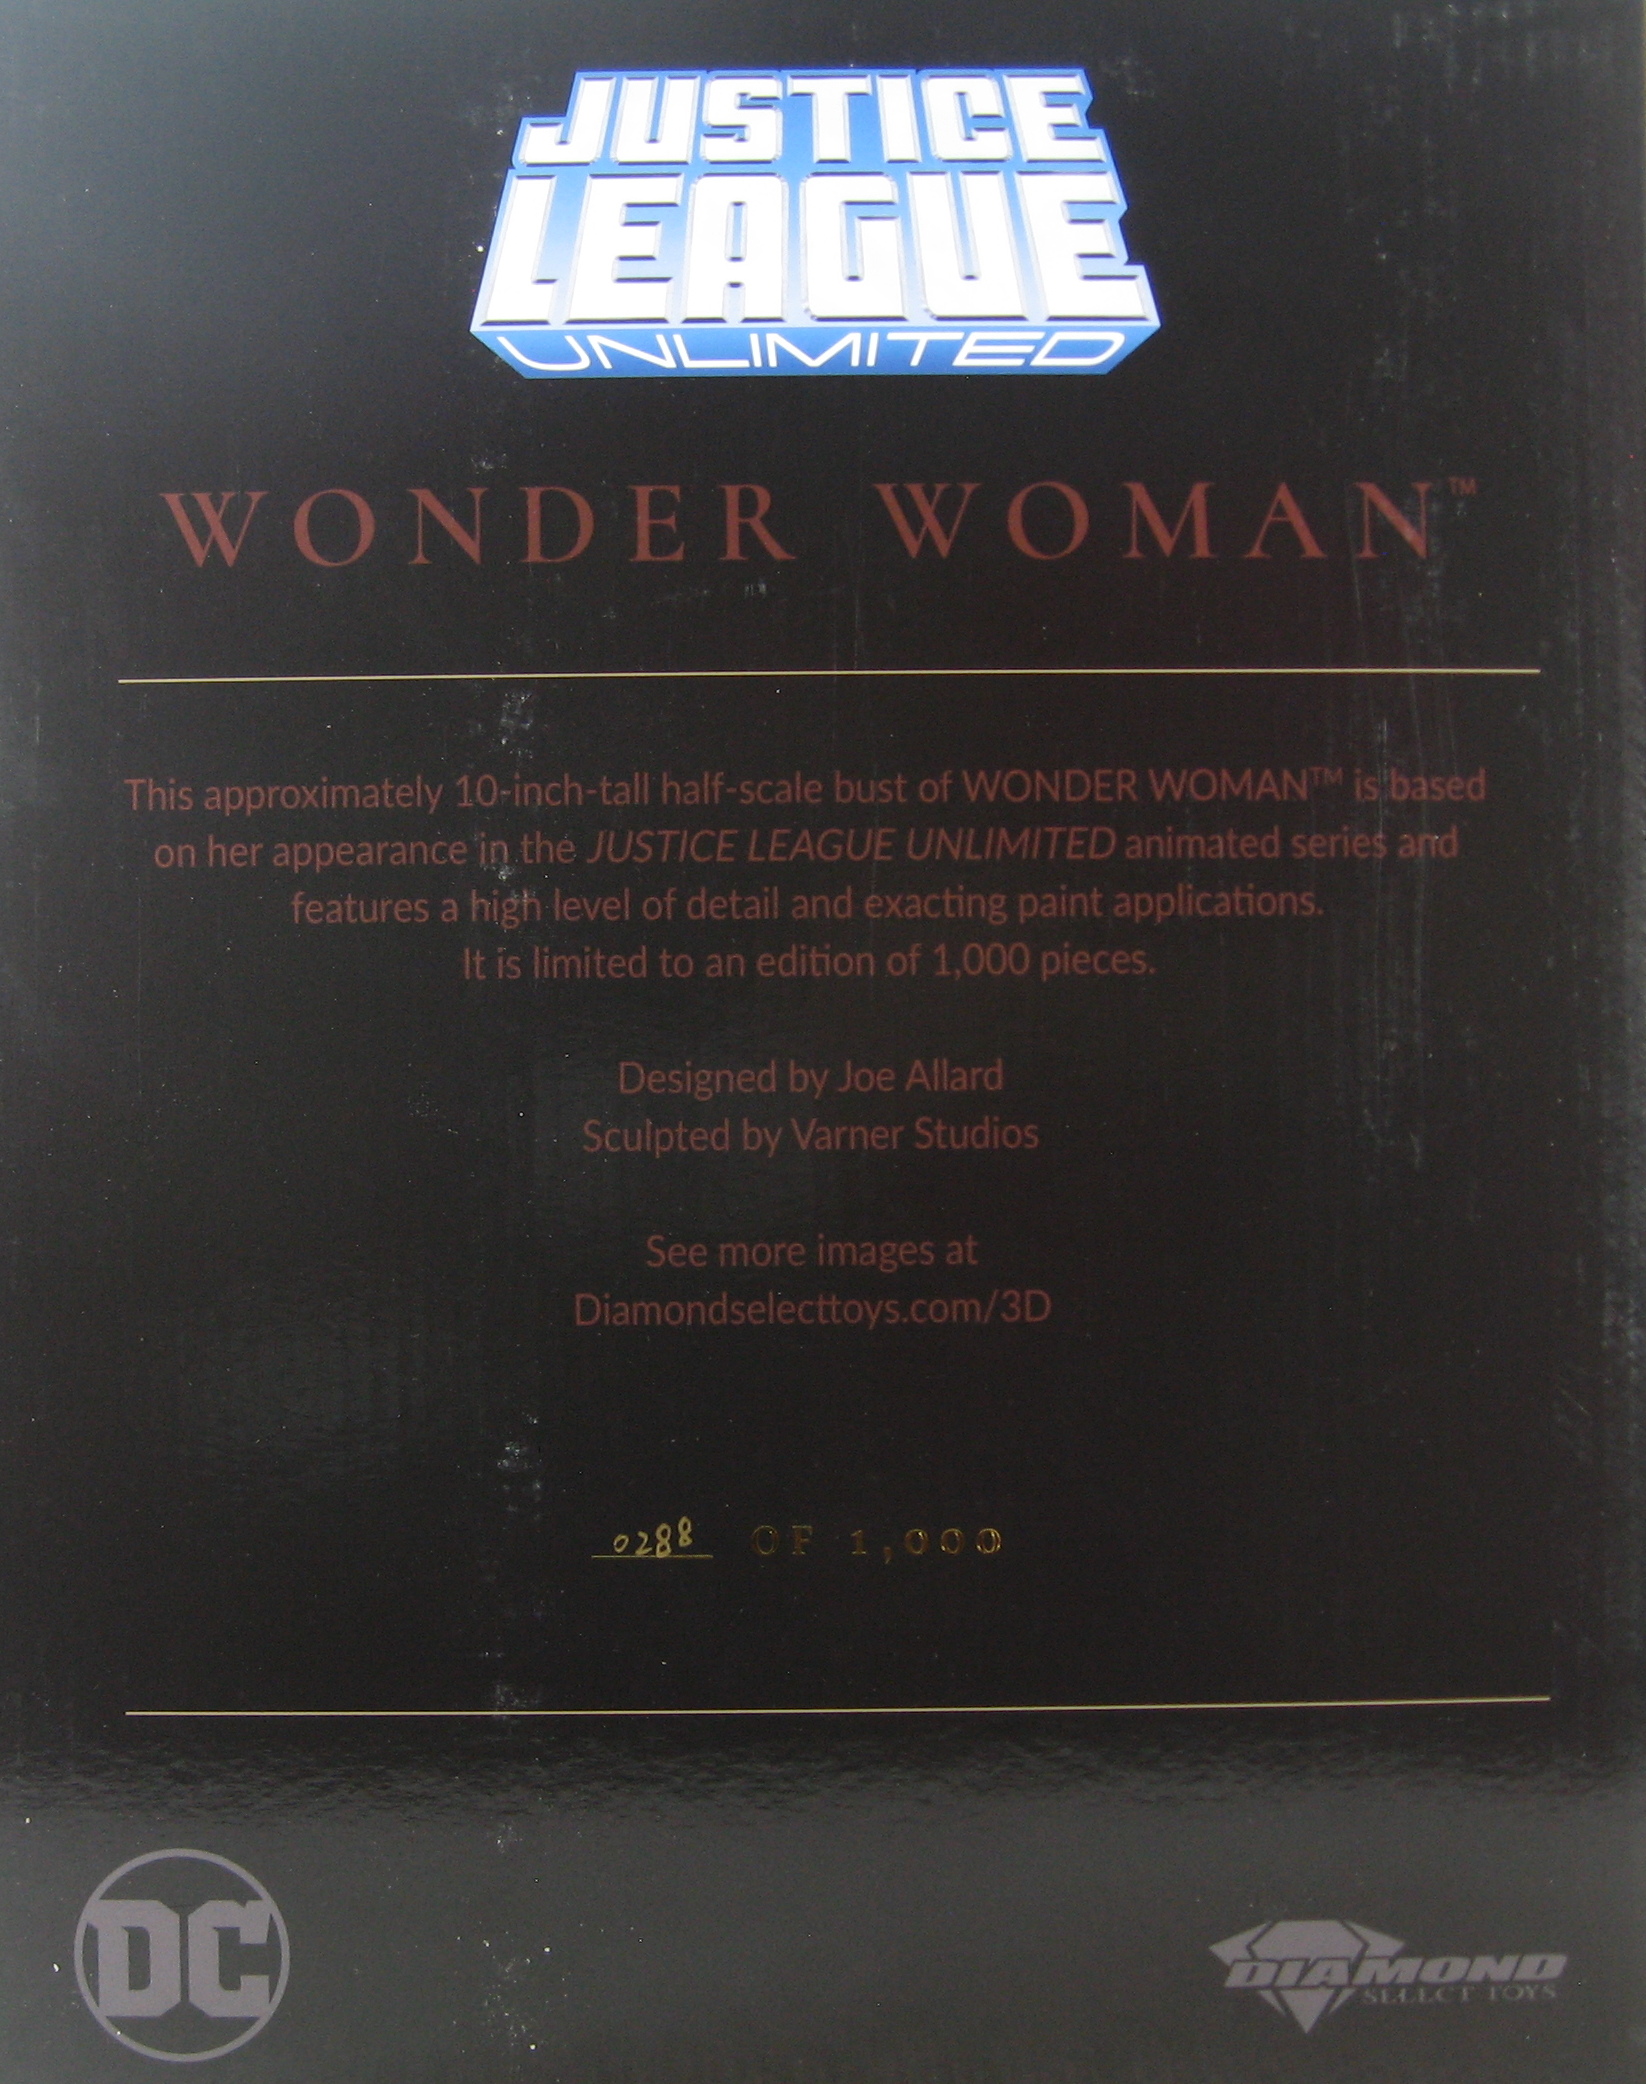 JUSTICE
LEAGUE
UNLIMITED
WONDER WOMAN™
This approximately 10-inch-tall half-scale bust of WONDER WOMAN™ is based
on her appearance in the JUSTICE LEAGUE UNLIMITED animated series and
features a high level of detail and exacting paint applications.
It is limited to an edition of 1,000 pieces.
Designed by Joe Allard
Sculpted by Varner Studios
See more images at
Diamondselecttoys.com/3D
0288 OF 1,000
DC
DIAMOND
SELECT TOYS